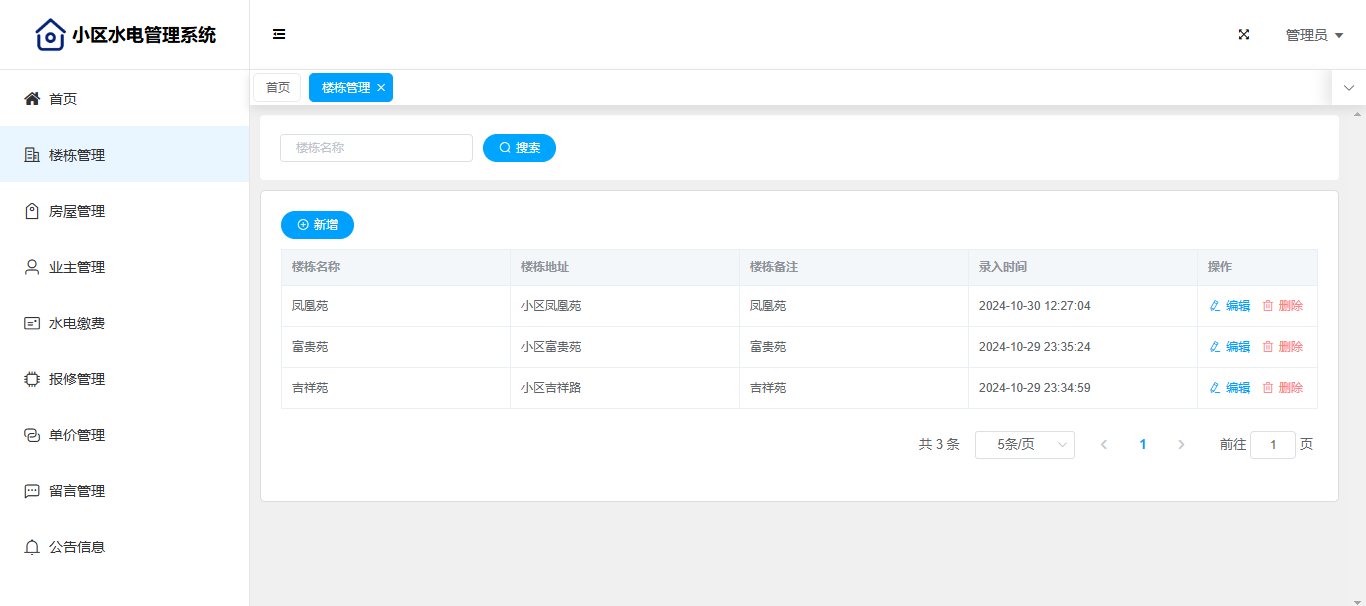 小区水电管理系统
管理员
首页
楼栋管理
首页
楼栋管理
房屋管理
业主管理
水电缴费
报修管理
单价管理
留言管理
公告信息
楼栋名称
搜索
新增
楼栋名称 楼栋地址 楼栋备注 录入时间 操作
凤凰苑 小区凤凰苑 凤凰苑 2024-10-30 12:27:04 编辑 删除
富贵苑 小区富贵苑 富贵苑 2024-10-29 23:35:24 编辑 删除
吉祥苑 小区吉祥路 吉祥苑 2024-10-29 23:34:59 编辑 删除
共 3 条 5条/页 1 前往 1 页